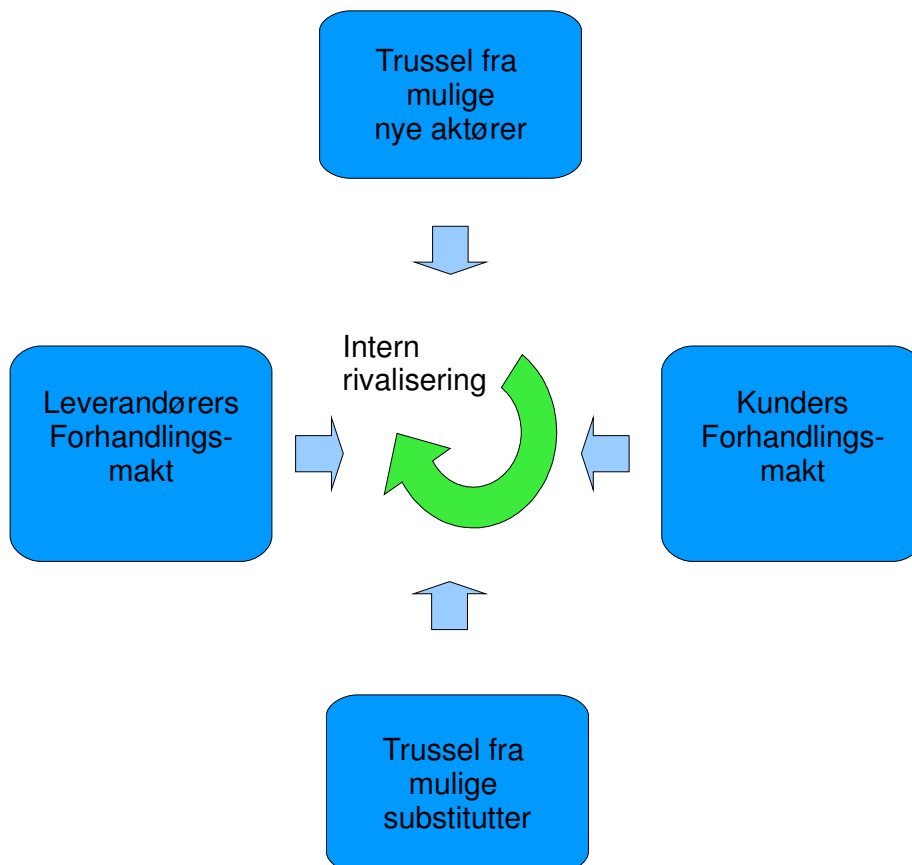 Trussel fra
mulige
nye aktører
Intern
rivalisering
Leverandørers
Forhandlings-
makt
Kunders
Forhandlings-
makt
Trussel fra
mulige
substitutter